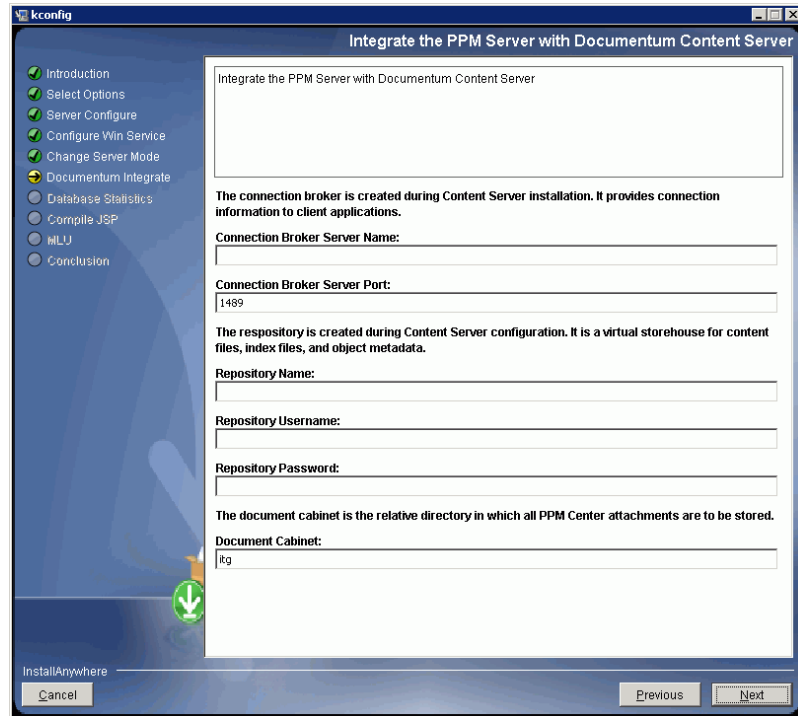 kconfig
Integrate the PPM Server with Documentum Content Server
Introduction
Select Options
Server Configure
Configure Win Service
Change Server Mode
Documentum Integrate
Database Statistics
Compile JSP
MLU
Conclusion
Integrate the PPM Server with Documentum Content Server
The connection broker is created during Content Server installation. It provides connection
information to client applications.
Connection Broker Server Name:
Connection Broker Server Port:
1489
The respository is created during Content Server configuration. It is a virtual storehouse for content
files, index files, and object metadata.
Repository Name:
Repository Username:
Repository Password:
The document cabinet is the relative directory in which all PPM Center attachments are to be stored.
Document Cabinet:
itg
InstallAnywhere
Cancel
Previous
Next